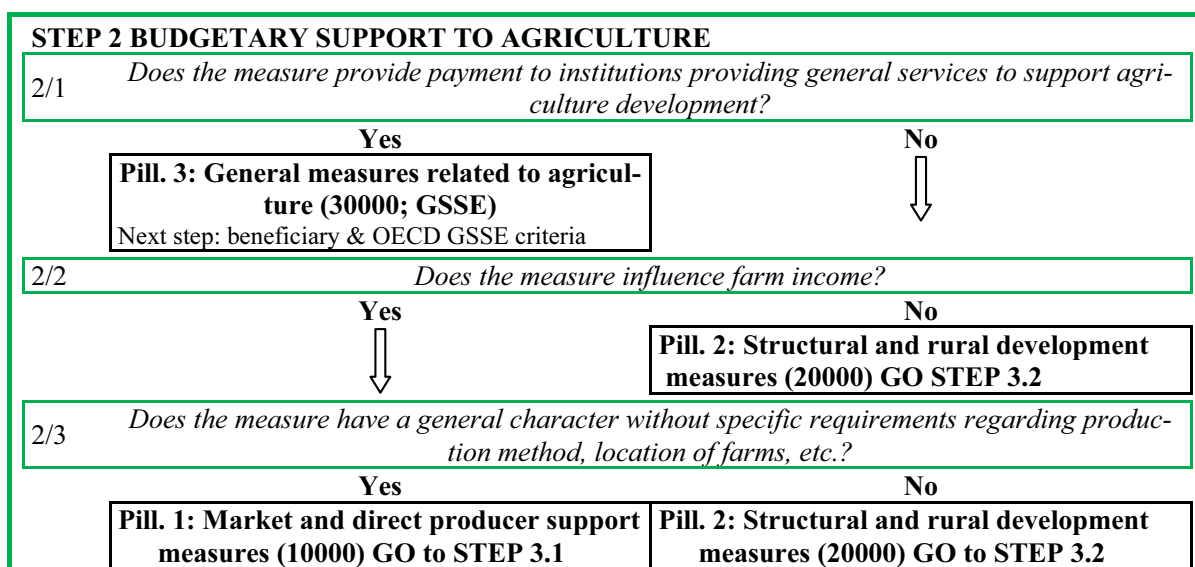 STEP 2 BUDGETARY SUPPORT TO AGRICULTURE
2/1 Does the measure provide payment to institutions providing general services to support agri-
culture development?
Yes No
Pill. 3: General measures related to agricul-
ture (30000; GSSE)
Next step: beneficiary & OECD GSSE criteria
2/2 Does the measure influence farm income?
Yes No
Pill. 2: Structural and rural development
measures (20000) GO STEP 3.2
2/3 Does the measure have a general character without specific requirements regarding produc-
tion method, location of farms, etc.?
Yes No
Pill. 1: Market and direct producer support
measures (10000) GO to STEP 3.1
Pill. 2: Structural and rural development
measures (20000) GO to STEP 3.2